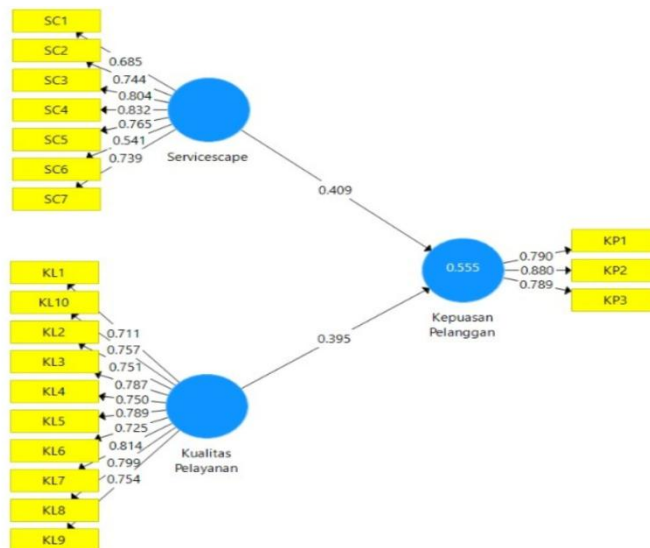 SC1
SC2
SC3
SC4
SC5
SC6
SC7
0.685
0.744
0.804
0.832
0.765
0.541
0.739
Servicescape
0.409
KL1
KL10
KL2
KL3
KL4
KL5
KL6
KL7
KL8
KL9
0.711
0.757
0.751
0.787
0.750
0.789
0.725
0.814
0.799
0.754
Kualitas
Pelayanan
0.395
0.555
Kepuasan
Pelanggan
0.790
0.880
0.789
KP1
KP2
KP3